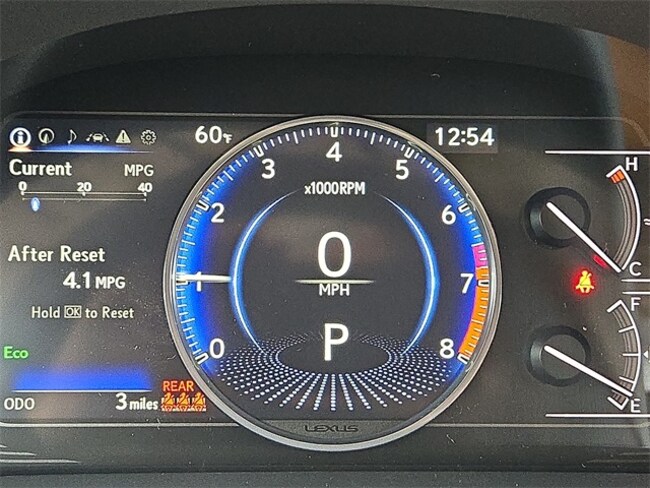 60°F
12:54
Current MPG
0 20 40
After Reset
4.1 MPG
Hold OK to Reset
Eco
ODO 3 miles
REAR
0 1 2 3 4 5 6 7 8
x1000RPM
0
MPH
P
LEXUS
H
C
F
E